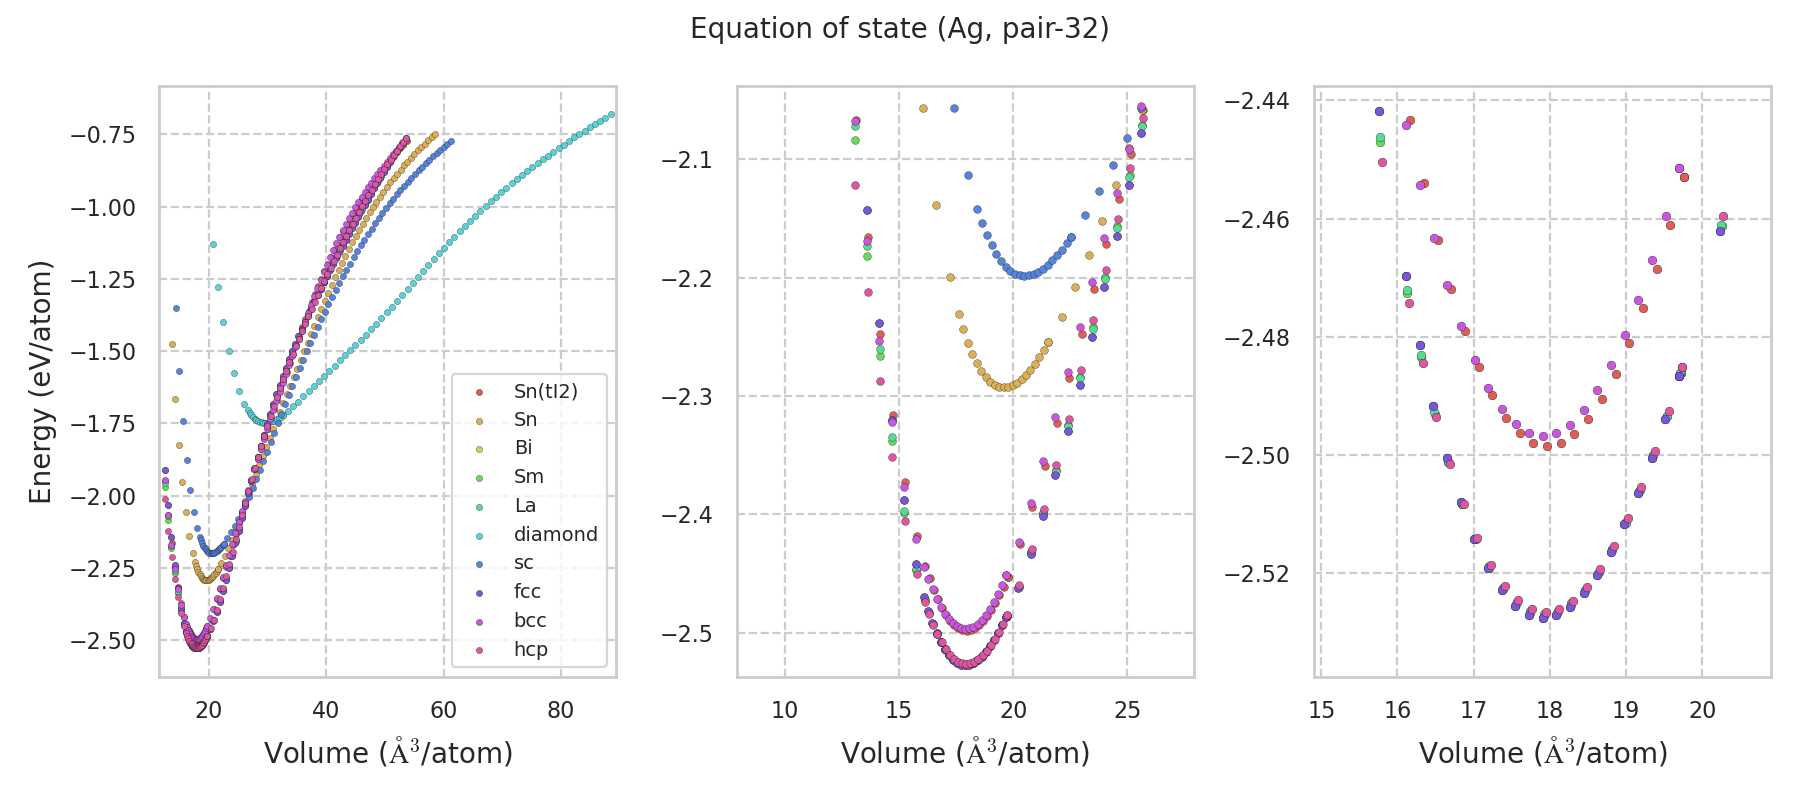 Equation of state (Ag, pair-32)
Energy (eV/atom)
−0.75
−1.00
−1.25
−1.50
−1.75
−2.00
−2.25
−2.50
20
40
60
80
Volume (Å³/atom)
Sn(tI2)
Sn
Bi
Sm
La
diamond
sc
fcc
bcc
hcp
−2.1
−2.2
−2.3
−2.4
−2.5
10
15
20
25
Volume (Å³/atom)
−2.44
−2.46
−2.48
−2.50
−2.52
15
16
17
18
19
20
Volume (Å³/atom)